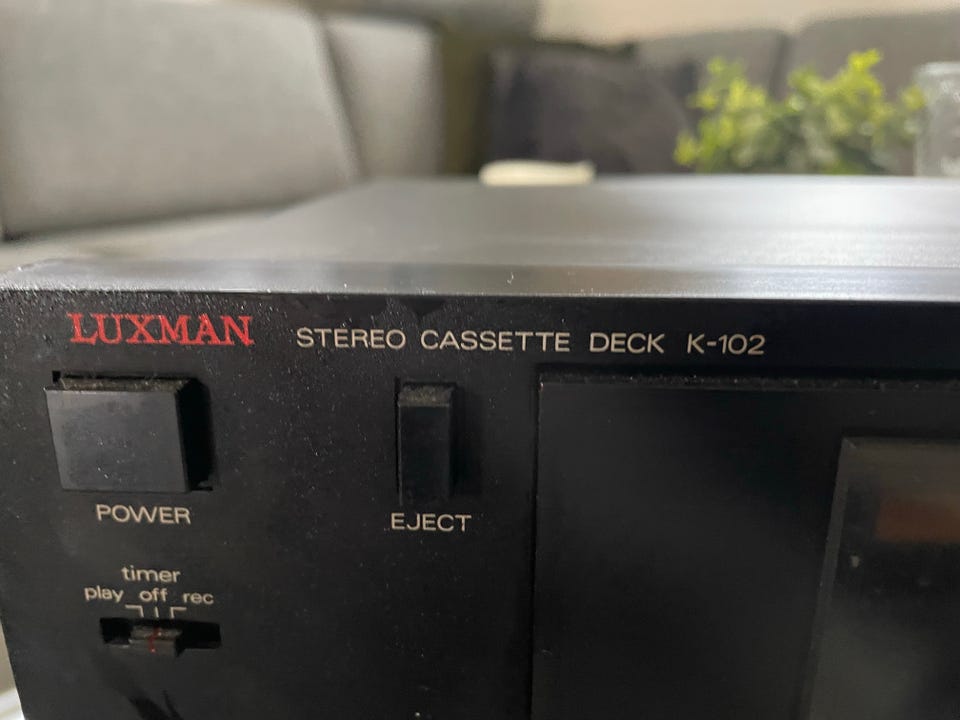 LUXMAN STEREO CASSETTE DECK K-102
POWER
EJECT
timer
play off rec